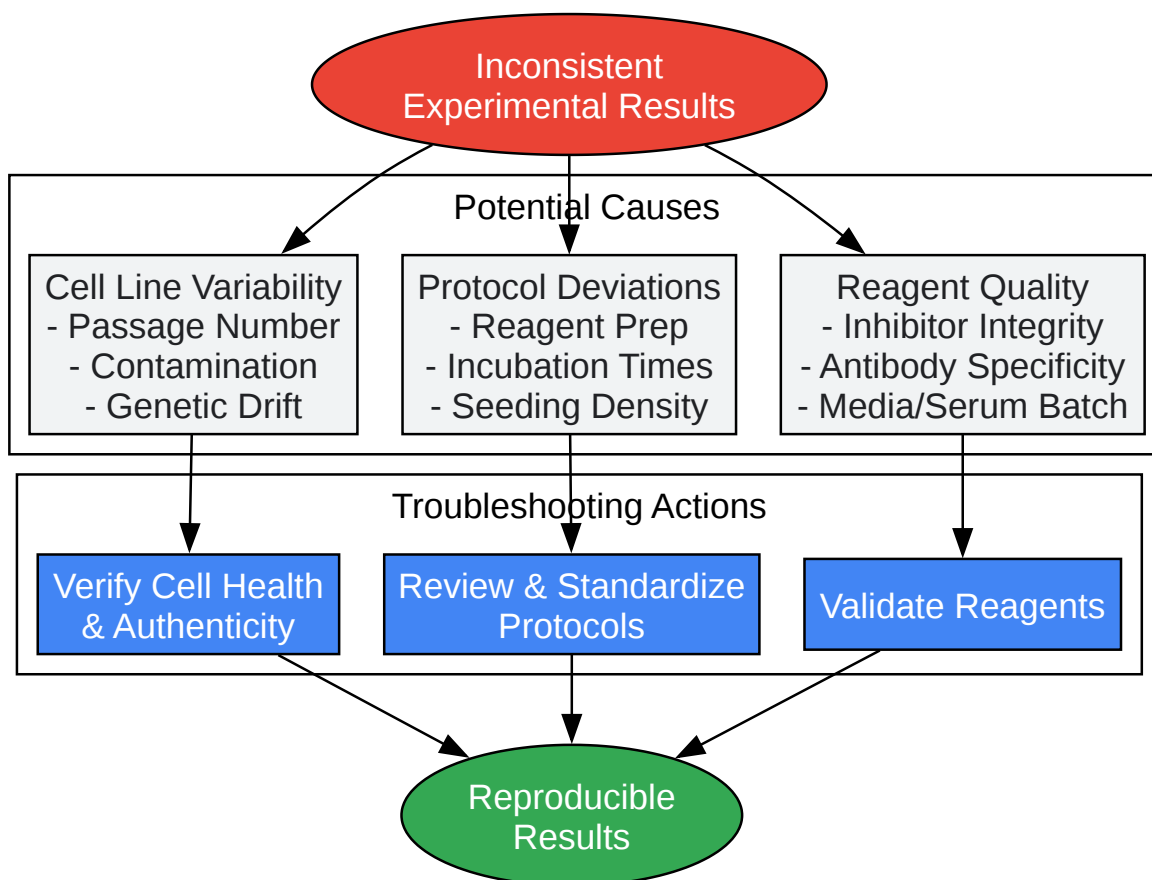 Inconsistent
Experimental Results
Potential Causes
Cell Line Variability
- Passage Number
- Contamination
- Genetic Drift
Protocol Deviations
- Reagent Prep
- Incubation Times
- Seeding Density
Reagent Quality
- Inhibitor Integrity
- Antibody Specificity
- Media/Serum Batch
Troubleshooting Actions
Verify Cell Health
& Authenticity
Review & Standardize
Protocols
Validate Reagents
Reproducible
Results